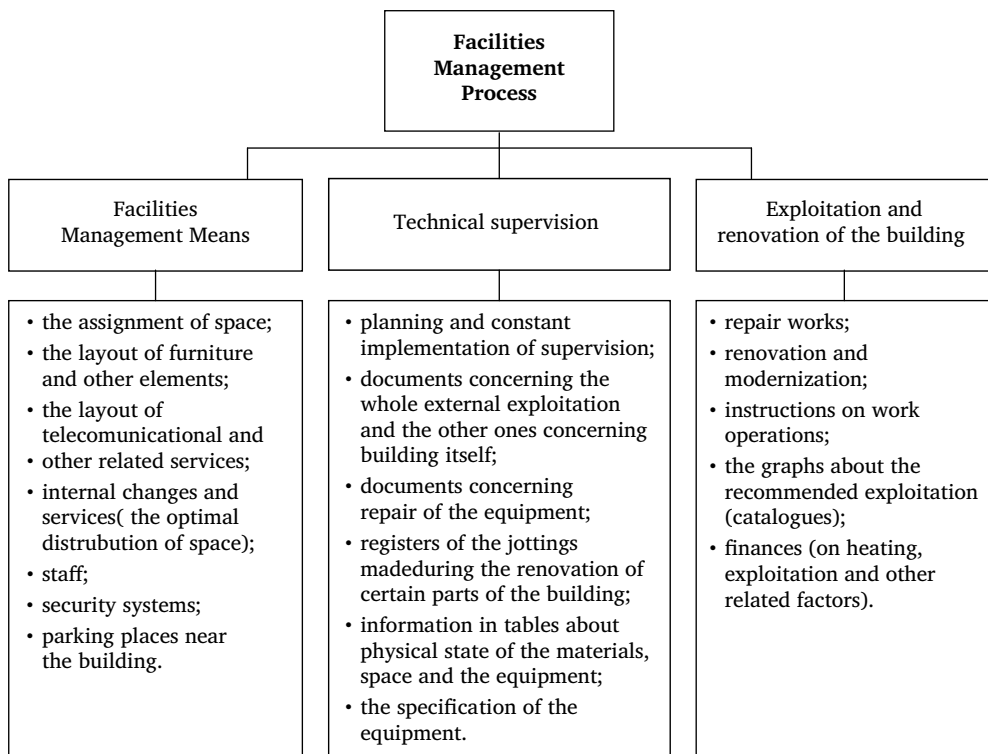 Facilities
Management
Process
Facilities
Management Means
• the assignment of space;
• the layout of furniture
and other elements;
• the layout of
telecomunicational and
• other related services;
• internal changes and
services( the optimal
distrubution of space);
• staff;
• security systems;
• parking places near
the building.
Technical supervision
• planning and constant
implementation of supervision;
• documents concerning the
whole external exploitation
and the other ones concerning
building itself;
• documents concerning
repair of the equipment;
• registers of the jottings
madeduring the renovation of
certain parts of the building;
• information in tables about
physical state of the materials,
space and the equipment;
• the specification of the
equipment.
Exploitation and
renovation of the building
• repair works;
• renovation and
modernization;
• instructions on work
operations;
• the graphs about the
recommended exploitation
(catalogues);
• finances (on heating,
exploitation and other
related factors).